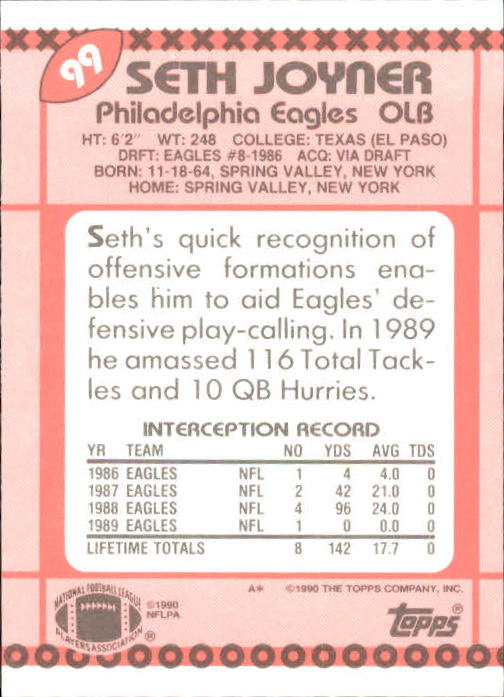 99
SETH JOYNER
Philadelphia Eagles OLB
HT: 6'2" WT: 248 COLLEGE: TEXAS (EL PASO)
DRFT: EAGLES #8-1986 ACQ: VIA DRAFT
BORN: 11-18-64, SPRING VALLEY, NEW YORK
HOME: SPRING VALLEY, NEW YORK
Seth's quick recognition of
offensive formations ena-
bles him to aid Eagles' de-
fensive play-calling. In 1989
he amassed 116 Total Tack-
les and 10 QB Hurries.
INTERCEPTION RECORD
YR TEAM NO YDS AVG TDS
1986 EAGLES NFL 1 4 4.0 0
1987 EAGLES NFL 2 42 21.0 0
1988 EAGLES NFL 4 96 24.0 0
1989 EAGLES NFL 1 0 0.0 0
LIFETIME TOTALS 8 142 17.7 0
A* ©1990 THE TOPPS COMPANY, INC.
NATIONAL FOOTBALL LEAGUE
PLAYERS ASSOCIATION ®
©1990
NFLPA
topps®